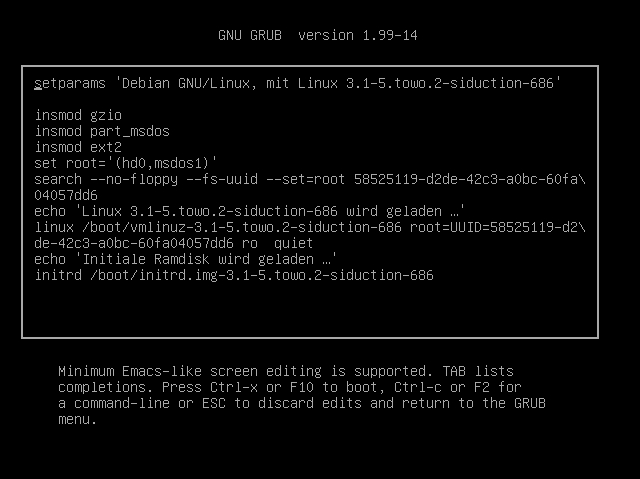 GNU GRUB  version 1.99-14
setparams 'Debian GNU/Linux, mit Linux 3.1-5.towo.2-siduction-686'
insmod gzio
insmod part_msdos
insmod ext2
set root='(hd0,msdos1)'
search --no-floppy --fs-uuid --set=root 58525119-d2de-42c3-a0bc-60fa\
04057dd6
echo 'Linux 3.1-5.towo.2-siduction-686 wird geladen …'
linux /boot/vmlinuz-3.1-5.towo.2-siduction-686 root=UUID=58525119-d2\
de-42c3-a0bc-60fa04057dd6 ro  quiet
echo 'Initiale Ramdisk wird geladen …'
initrd /boot/initrd.img-3.1-5.towo.2-siduction-686
Minimum Emacs-like screen editing is supported. TAB lists
completions. Press Ctrl-x or F10 to boot, Ctrl-c or F2 for
a command-line or ESC to discard edits and return to the GRUB
menu.